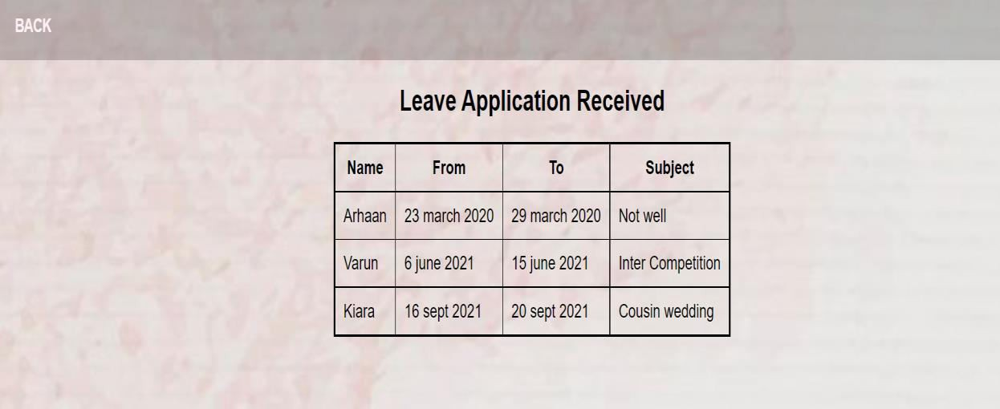 BACK
Leave Application Received
Name From To Subject
Arhaan 23 march 2020 29 march 2020 Not well
Varun 6 june 2021 15 june 2021 Inter Competition
Kiara 16 sept 2021 20 sept 2021 Cousin wedding